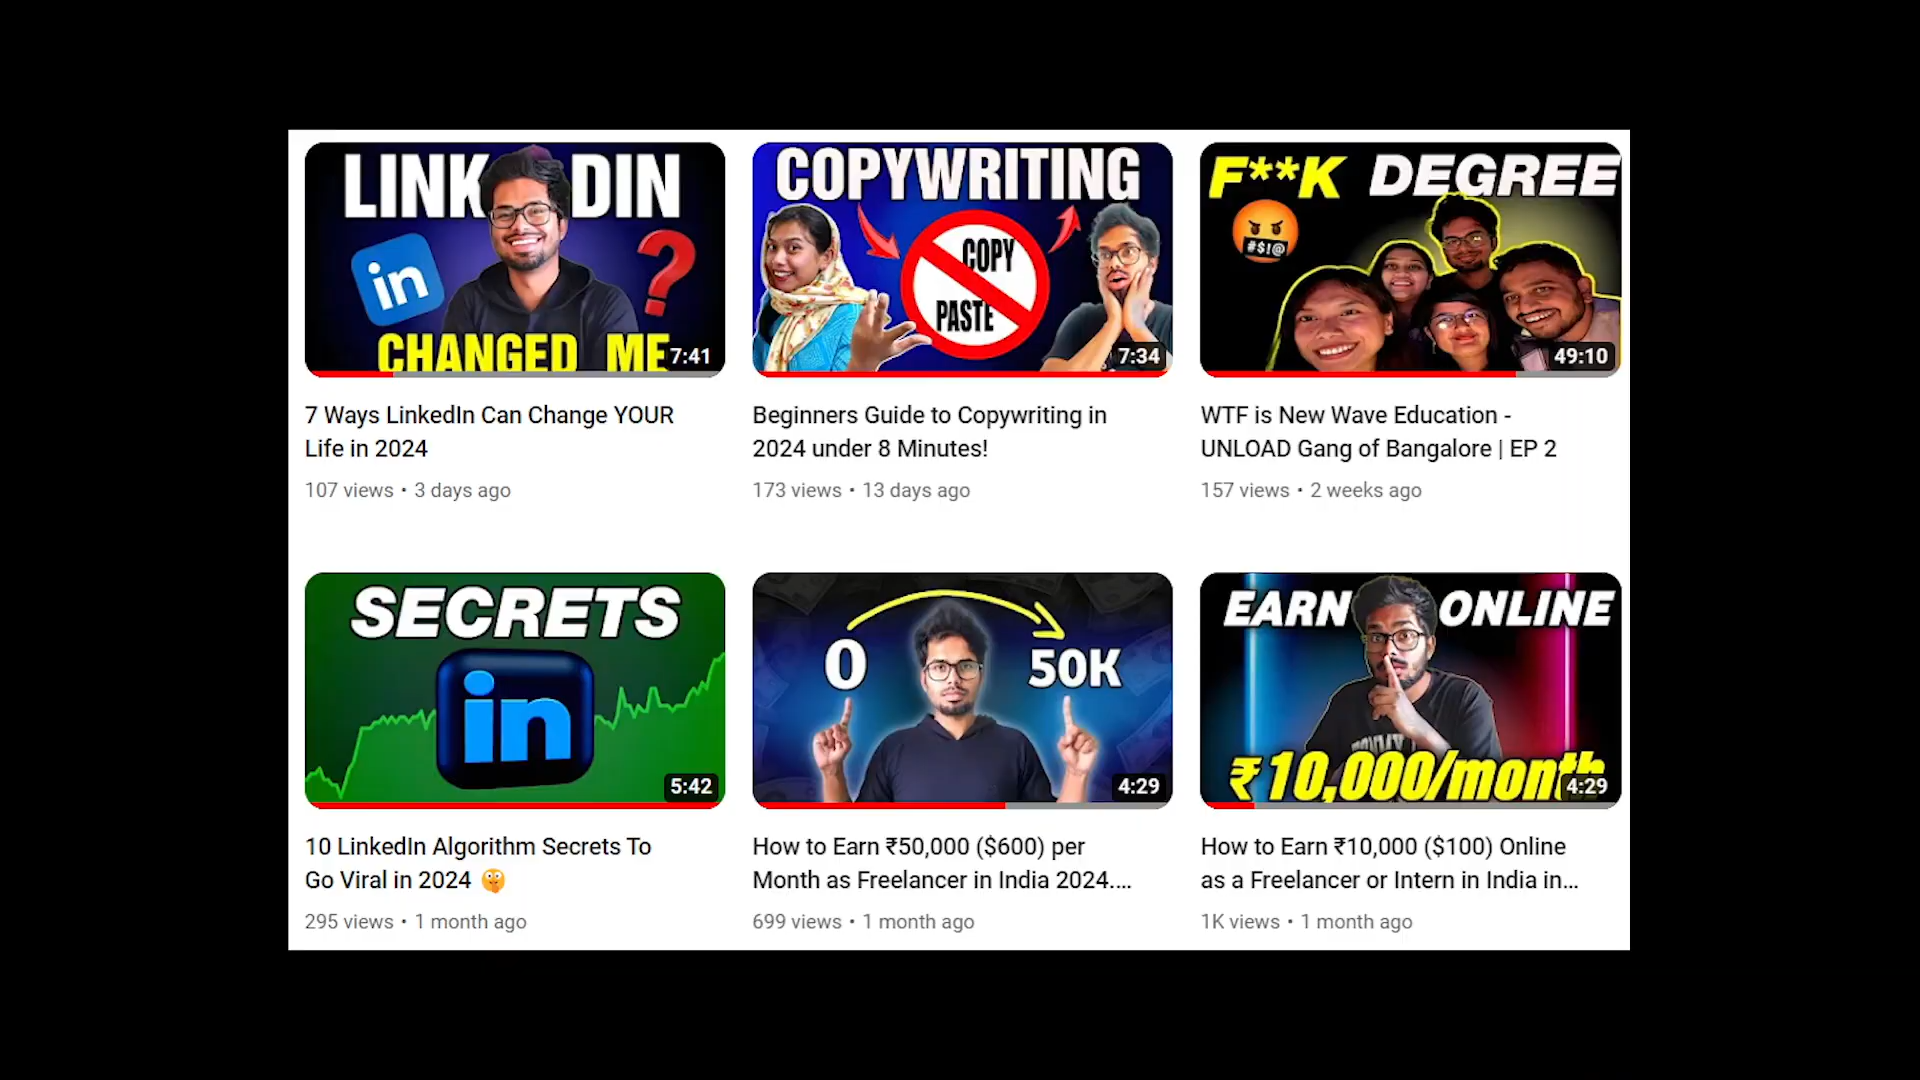 LINKEDIN
in
?
CHANGED ME
7:41
7 Ways LinkedIn Can Change YOUR
Life in 2024
107 views • 3 days ago
COPYWRITING
COPY
PASTE
7:34
Beginners Guide to Copywriting in
2024 under 8 Minutes!
173 views • 13 days ago
F**K DEGREE
#$!@
49:10
WTF is New Wave Education -
UNLOAD Gang of Bangalore | EP 2
157 views • 2 weeks ago
SECRETS
in
5:42
10 LinkedIn Algorithm Secrets To
Go Viral in 2024 🫢
295 views • 1 month ago
0 50K
4:29
How to Earn ₹50,000 ($600) per
Month as Freelancer in India 2024....
699 views • 1 month ago
EARN ONLINE
₹10,000/month
4:29
How to Earn ₹10,000 ($100) Online
as a Freelancer or Intern in India in...
1K views • 1 month ago